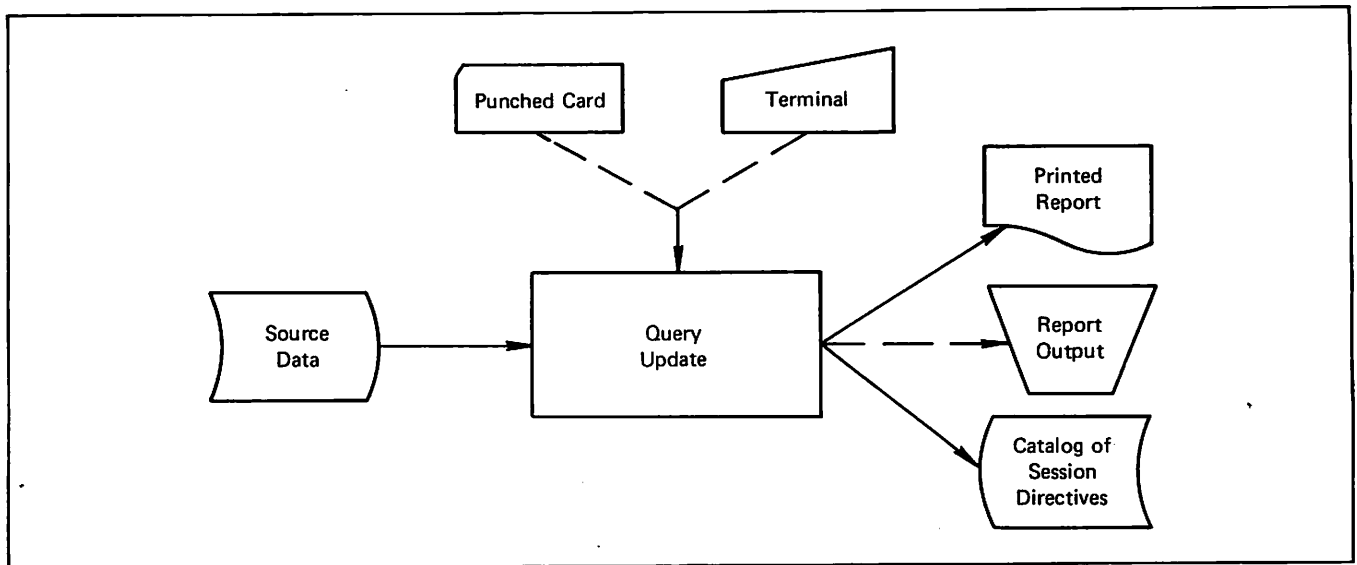 Punched Card
Terminal
Printed
Report
Source
Data
Query
Update
Report
Output
Catalog of
Session
Directives